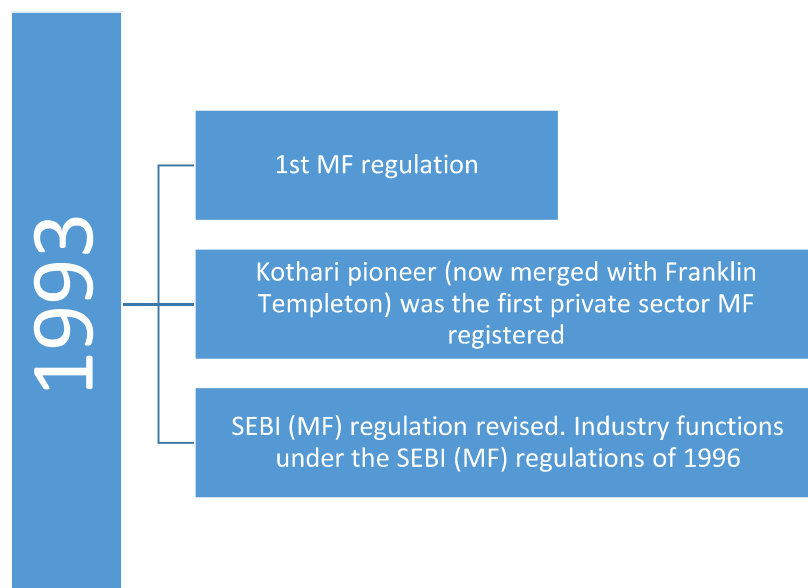 1993
1st MF regulation
Kothari pioneer (now merged with Franklin
Templeton) was the first private sector MF
registered
SEBI (MF) regulation revised. Industry functions
under the SEBI (MF) regulations of 1996